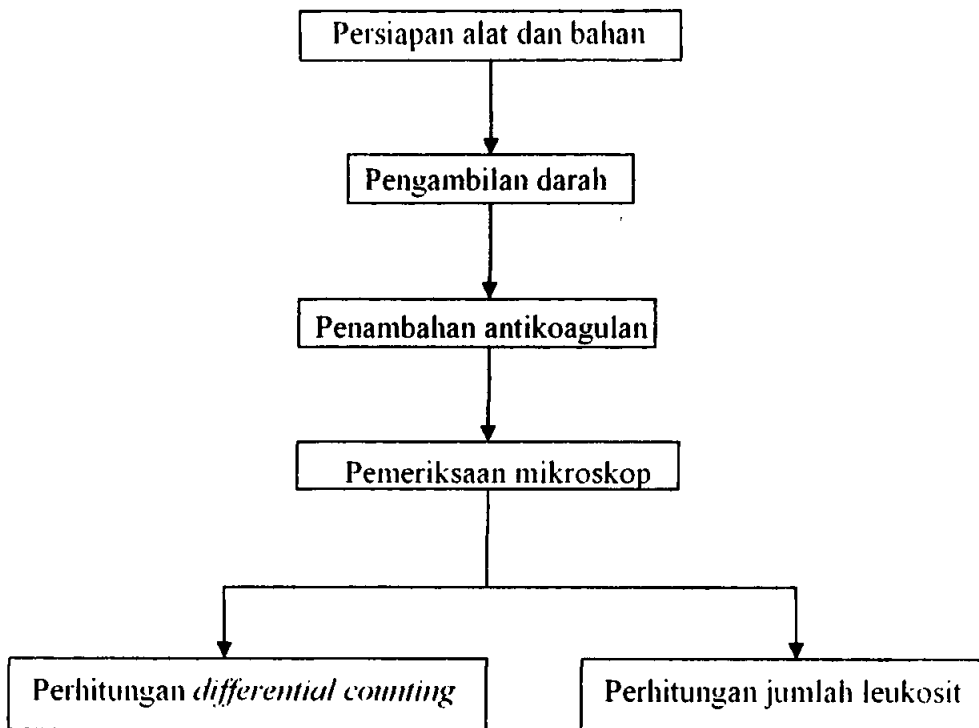 Persiapan alat dan bahan
Pengambilan darah
Penambahan antikoagulan
Pemeriksaan mikroskop
Perhitungan differential counting
Perhitungan jumlah leukosit